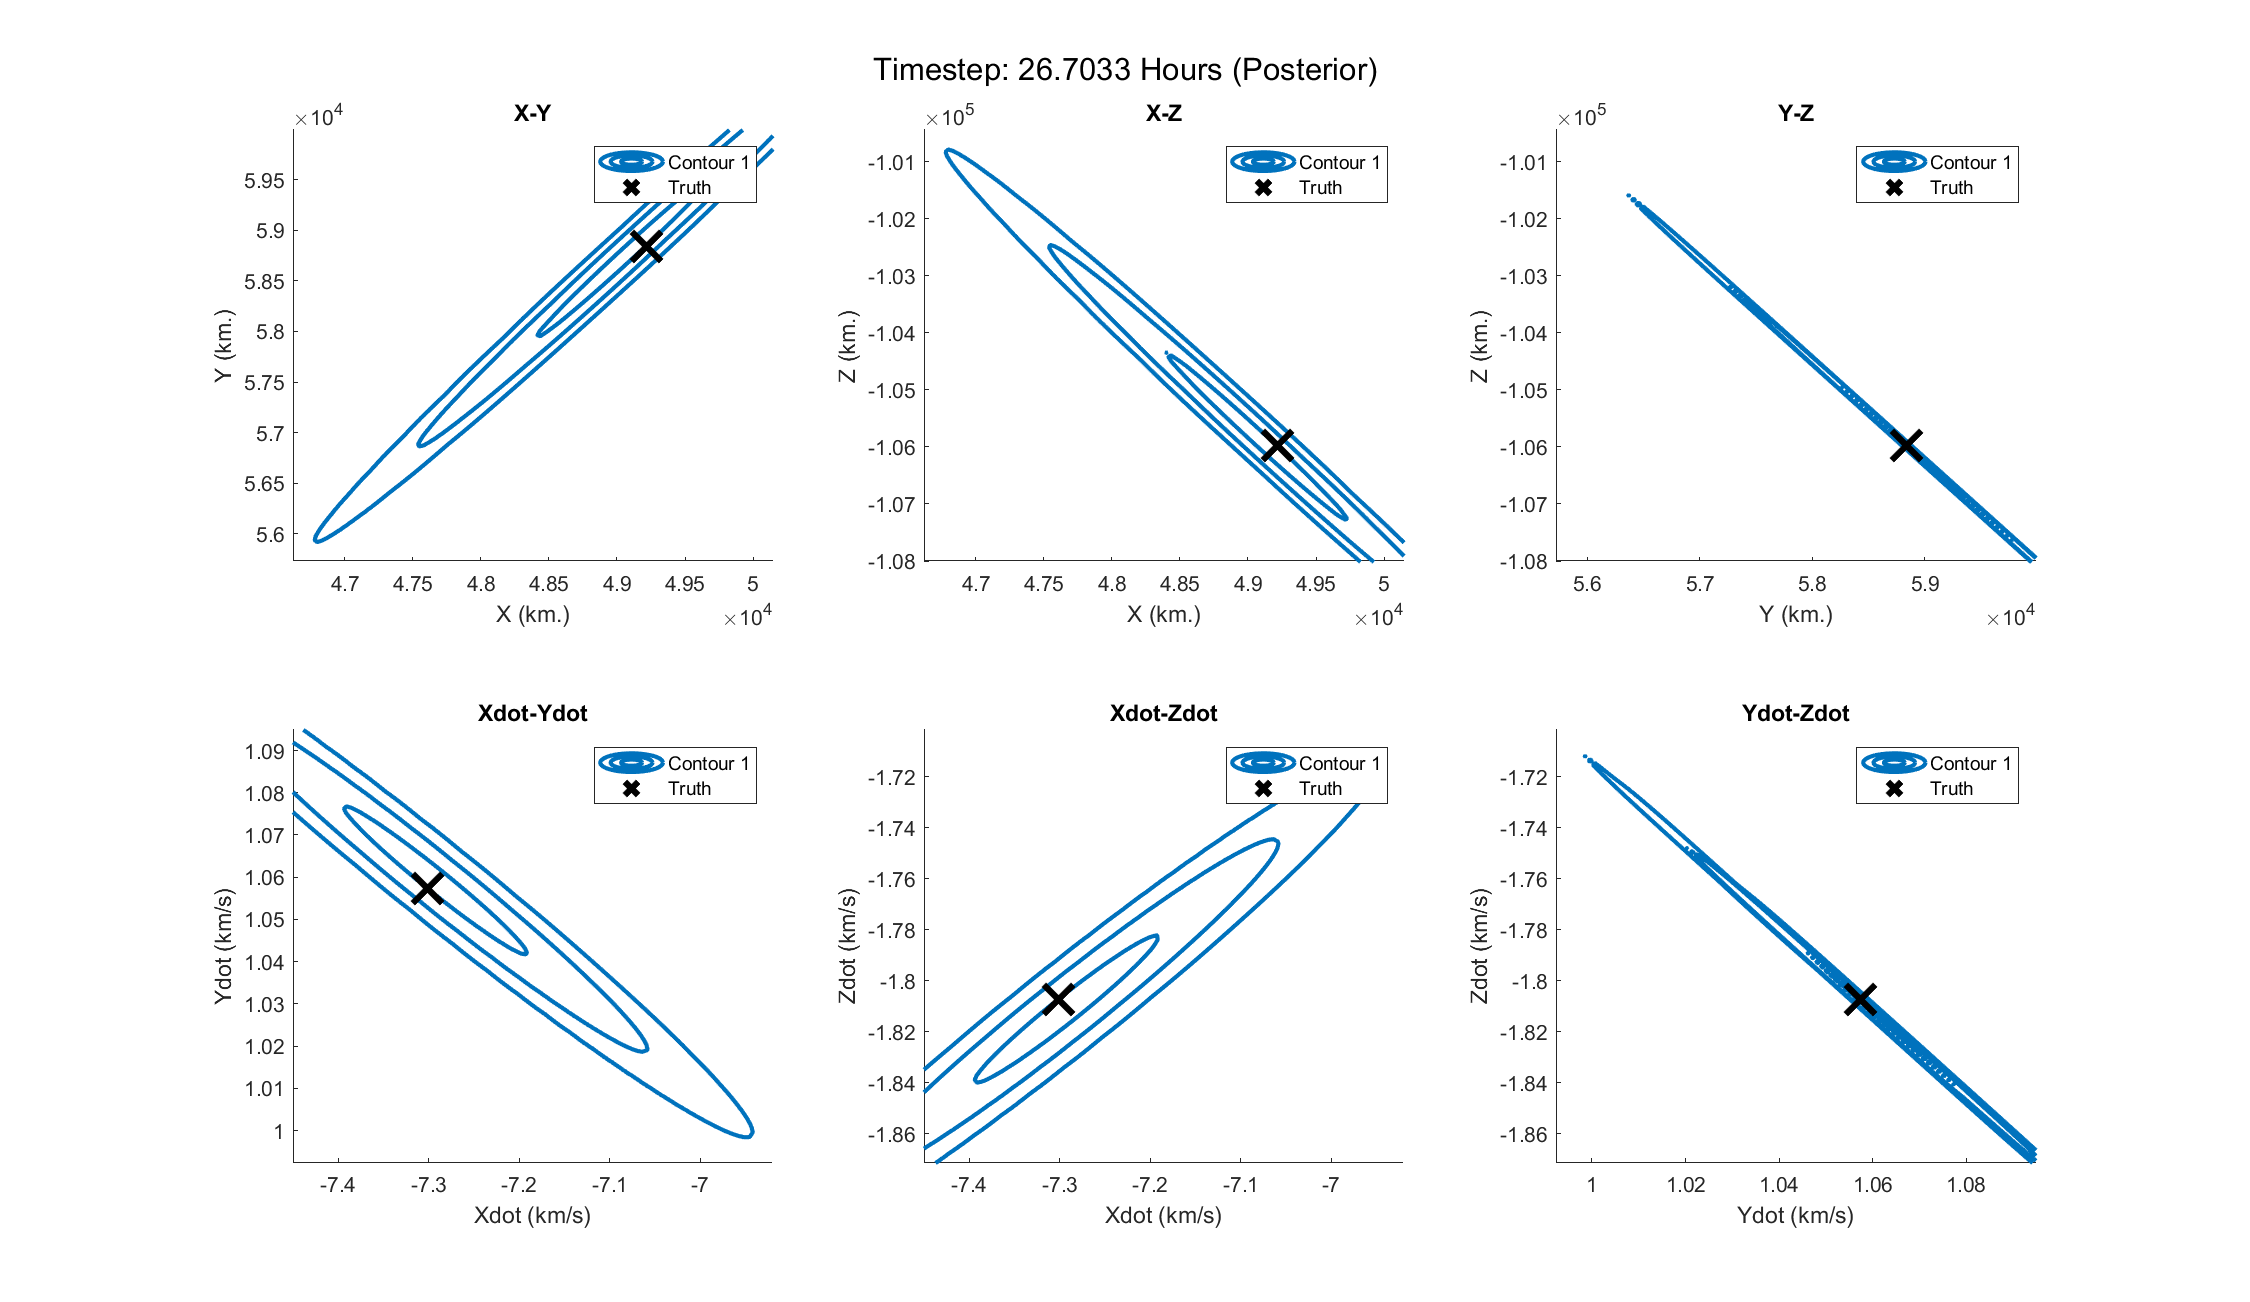 Timestep: 26.7033 Hours (Posterior)
X-Y
×10^4
Contour 1
Truth
5.95
5.9
5.85
5.8
5.75
5.7
5.65
5.6
Y (km.)
4.7 4.75 4.8 4.85 4.9 4.95 5
X (km.)
×10^4
X-Z
×10^5
Contour 1
Truth
-1.01
-1.02
-1.03
-1.04
-1.05
-1.06
-1.07
-1.08
Z (km.)
4.7 4.75 4.8 4.85 4.9 4.95 5
X (km.)
×10^4
Y-Z
×10^5
Contour 1
Truth
-1.01
-1.02
-1.03
-1.04
-1.05
-1.06
-1.07
-1.08
Z (km.)
5.6 5.7 5.8 5.9
Y (km.)
×10^4
Xdot-Ydot
Contour 1
Truth
1.09
1.08
1.07
1.06
1.05
1.04
1.03
1.02
1.01
1
Ydot (km/s)
-7.4 -7.3 -7.2 -7.1 -7
Xdot (km/s)
Xdot-Zdot
Contour 1
Truth
-1.72
-1.74
-1.76
-1.78
-1.8
-1.82
-1.84
-1.86
Zdot (km/s)
-7.4 -7.3 -7.2 -7.1 -7
Xdot (km/s)
Ydot-Zdot
Contour 1
Truth
-1.72
-1.74
-1.76
-1.78
-1.8
-1.82
-1.84
-1.86
Zdot (km/s)
1 1.02 1.04 1.06 1.08
Ydot (km/s)